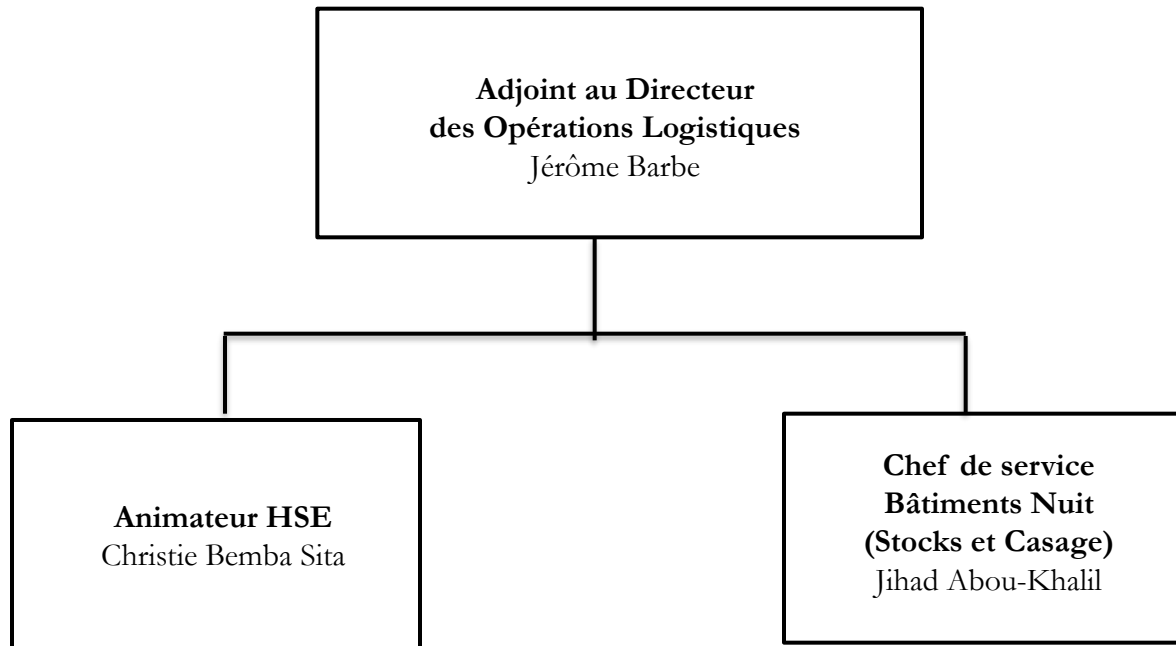 Adjoint au Directeur
des Opérations Logistiques
Jérôme Barbe
Animateur HSE
Christie Bemba Sita
Chef de service
Bâtiments Nuit
(Stocks et Casage)
Jihad Abou-Khalil